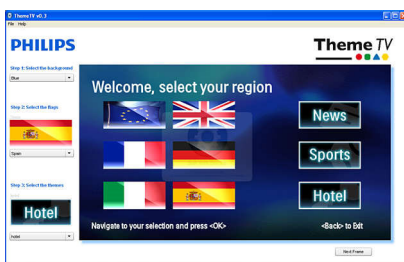 ThemeTV v0.3
File Help
PHILIPS
Theme TV
Step 1: Select the background
Blue
Welcome, select your region
Step 2: Select the flags
News
Spain
Sports
Step 3: Select the themes
Hotel
Hotel
Navigate to your selection and press <OK>
<Back> to Exit
hotel
Next Frame